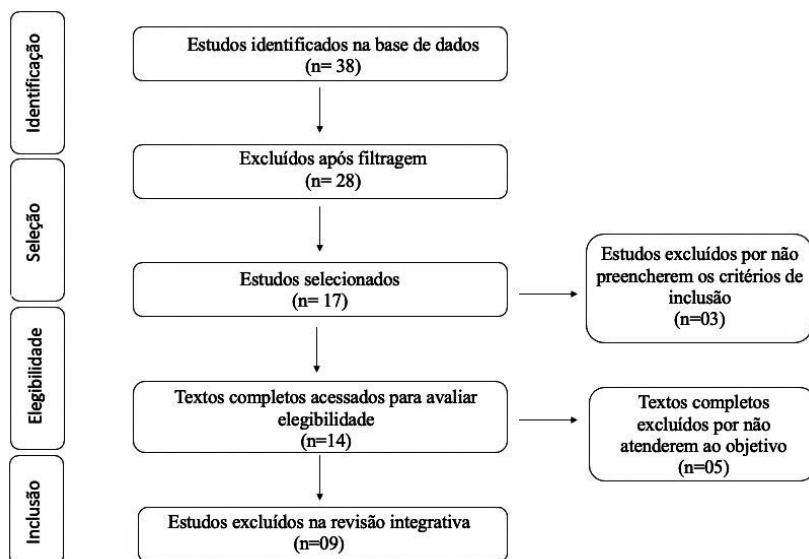 Identificação
Estudos identificados na base de dados
(n= 38)
Excluídos após filtragem
(n= 28)
Seleção
Estudos selecionados
(n= 17)
Estudos excluídos por não
preencherem os critérios de
inclusão
(n=03)
Elegibilidade
Textos completos acessados para avaliar
elegibilidade
(n=14)
Textos completos
excluídos por não
atenderem ao objetivo
(n=05)
Inclusão
Estudos excluídos na revisão integrativa
(n=09)